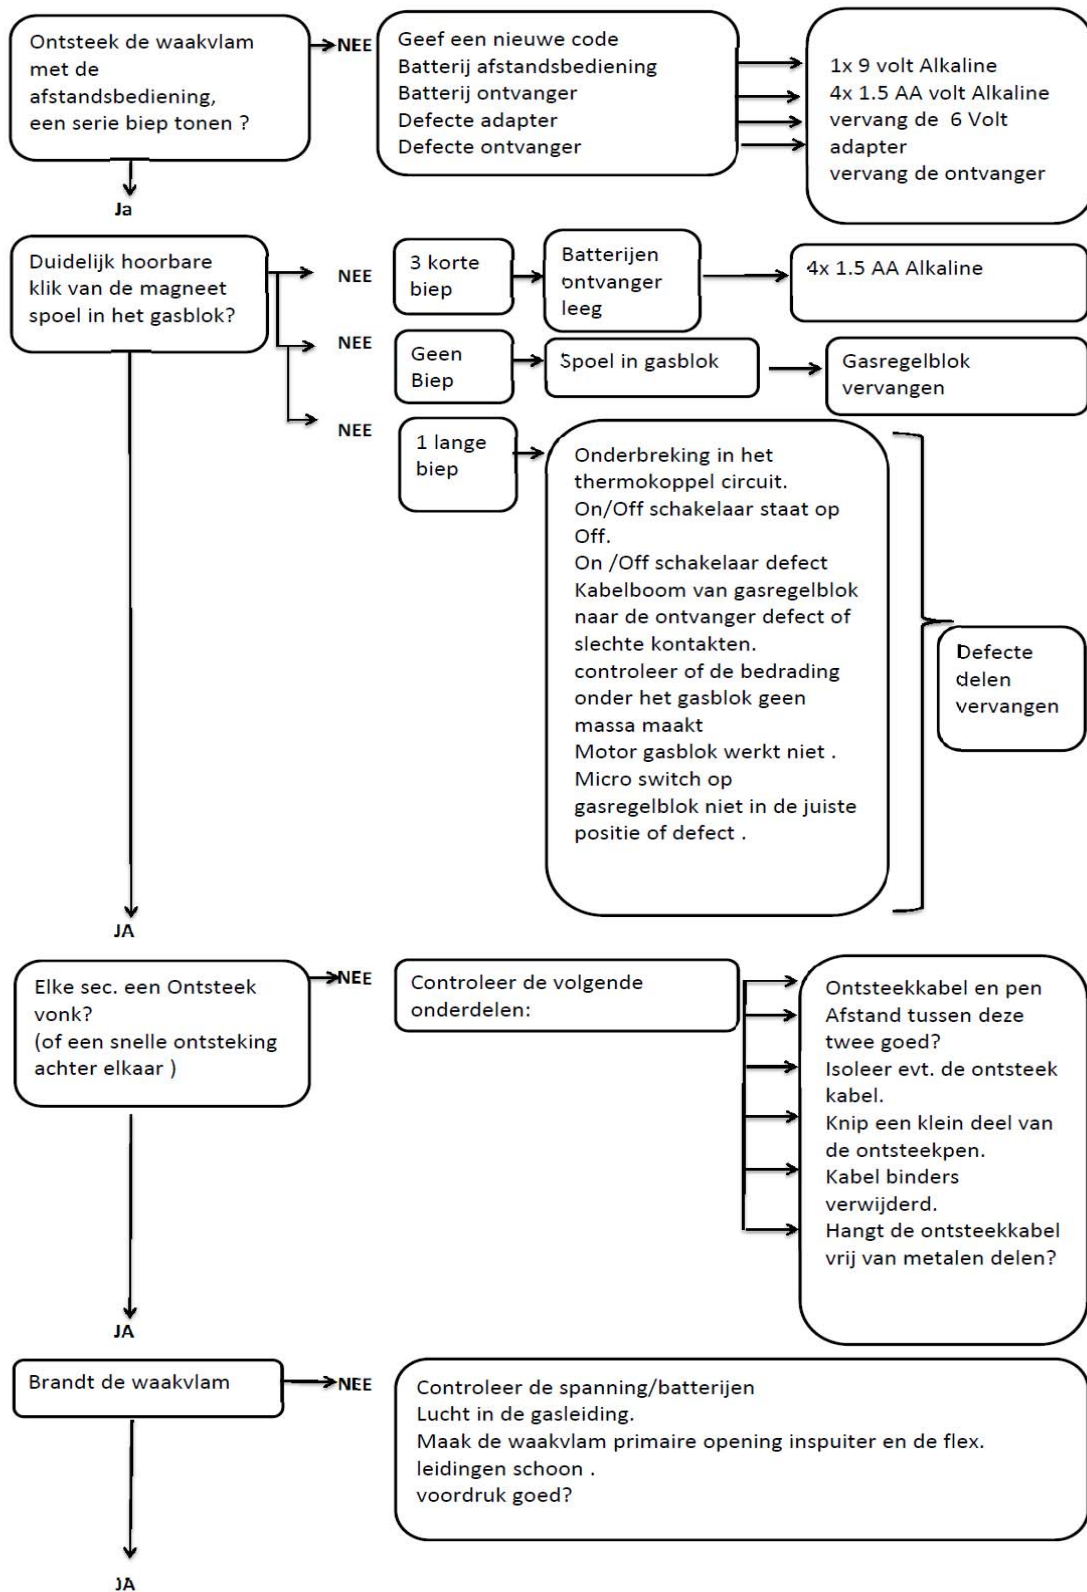 Ontsteek de waakvlam
met de
afstandsbediening,
een serie biep tonen ?
NEE
Geef een nieuwe code
Batterij afstandsbediening
Batterij ontvanger
Defecte adapter
Defecte ontvanger
1x 9 volt Alkaline
4x 1.5 AA volt Alkaline
vervang de 6 Volt
adapter
vervang de ontvanger
Ja
Duidelijk hoorbare
klik van de magneet
spoel in het gasblok?
NEE
3 korte
biep
Batterijen
ontvanger
leeg
4x 1.5 AA Alkaline
NEE
Geen
Biep
Spoel in gasblok
Gasregelblok
vervangen
NEE
1 lange
biep
Onderbreking in het
thermokoppel circuit.
On/Off schakelaar staat op
Off.
On /Off schakelaar defect
Kabelboom van gasregelblok
naar de ontvanger defect of
slechte kontakten.
controleer of de bedrading
onder het gasblok geen
massa maakt
Motor gasblok werkt niet .
Micro switch op
gasregelblok niet in de juiste
positie of defect .
Defecte
delen
vervangen
JA
Elke sec. een Ontsteek
vonk?
(of een snelle ontsteking
achter elkaar )
NEE
Controleer de volgende
onderdelen:
Ontsteekkabel en pen
Afstand tussen deze
twee goed?
Isoleer evt. de ontsteek
kabel.
Knip een klein deel van
de ontsteekpen.
Kabel binders
verwijderd.
Hangt de ontsteekkabel
vrij van metalen delen?
JA
Brandt de waakvlam
NEE
Controleer de spanning/batterijen
Lucht in de gasleiding.
Maak de waakvlam primaire opening inspuiter en de flex.
leidingen schoon .
voordruk goed?
JA